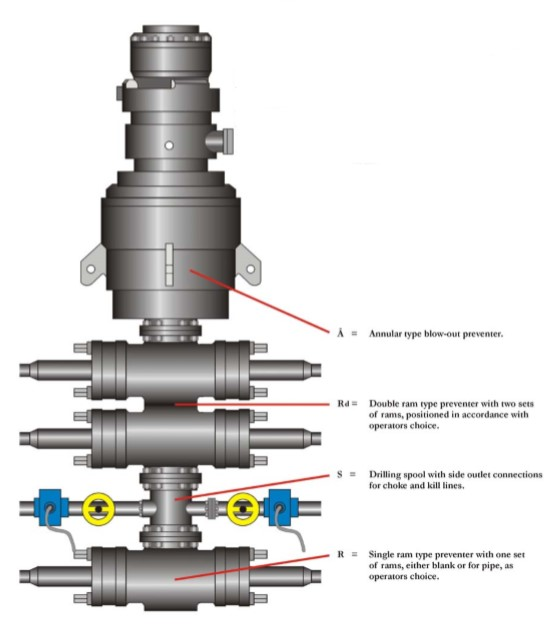 Å = Annular type blow-out preventer.
Rd = Double ram type preventer with two sets
of rams, positioned in accordance with
operators choice.
S = Drilling spool with side outlet connections
for choke and kill lines.
R = Single ram type preventer with one set
of rams, either blank or for pipe, as
operators choice.